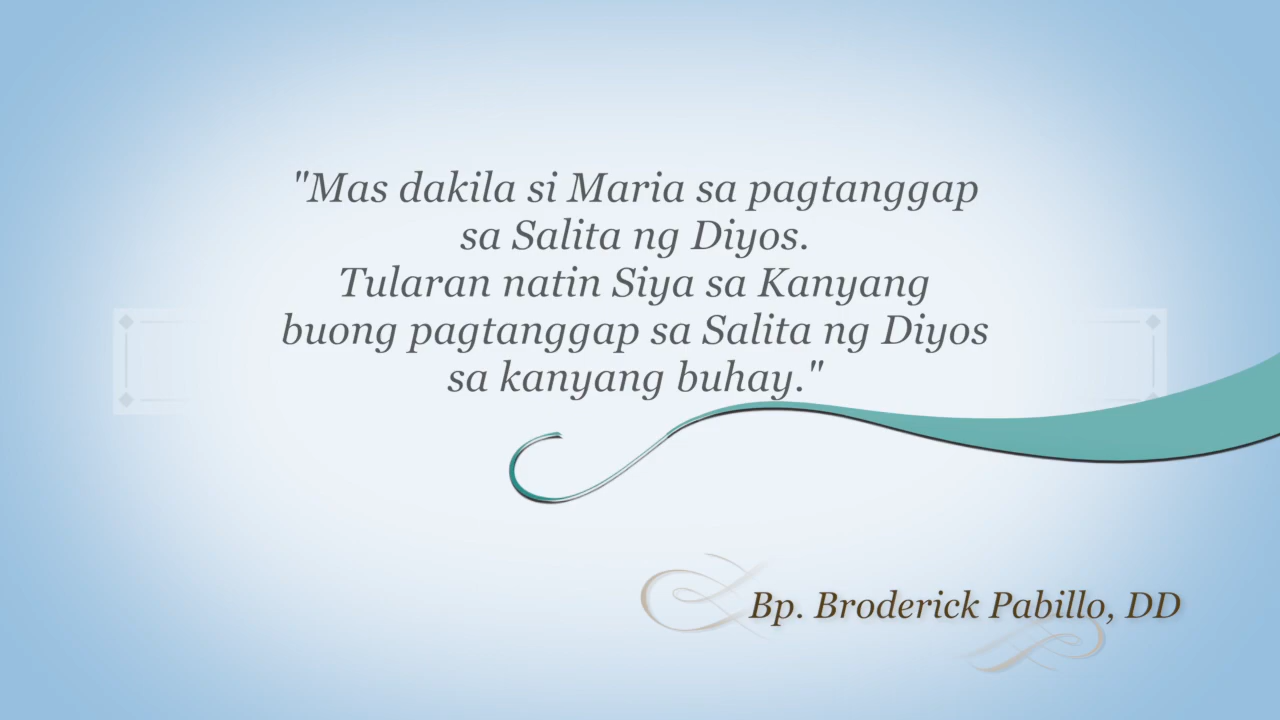 "Mas dakila si Maria sa pagtanggap
sa Salita ng Diyos.
Tularan natin Siya sa Kanyang
buong pagtanggap sa Salita ng Diyos
sa kanyang buhay."
Bp. Broderick Pabillo, DD